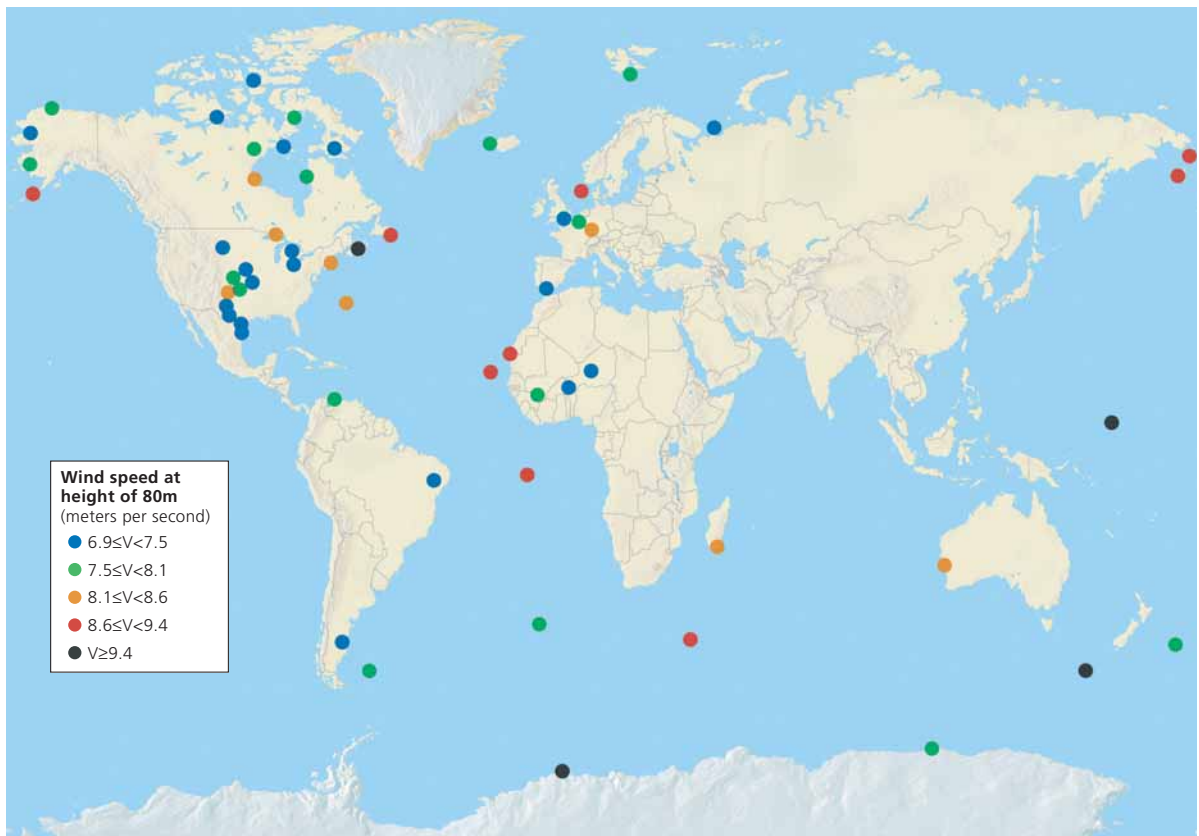 Wind speed at
height of 80m
(meters per second)
6.9≤V<7.5
7.5≤V<8.1
8.1≤V<8.6
8.6≤V<9.4
V≥9.4